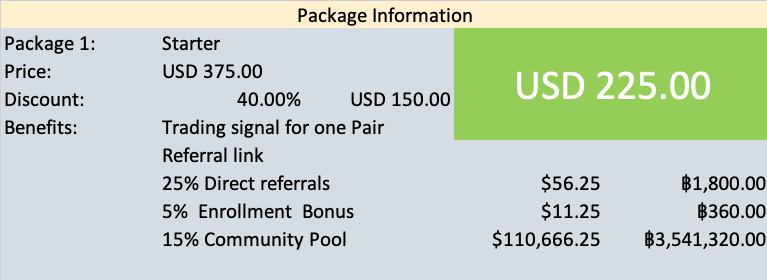 Package Information
Package 1: Starter
Price: USD 375.00
USD 225.00
Discount: 40.00% USD 150.00
Benefits: Trading signal for one Pair
Referral link
25% Direct referrals $56.25 ฿1,800.00
5% Enrollment Bonus $11.25 ฿360.00
15% Community Pool $110,666.25 ฿3,541,320.00